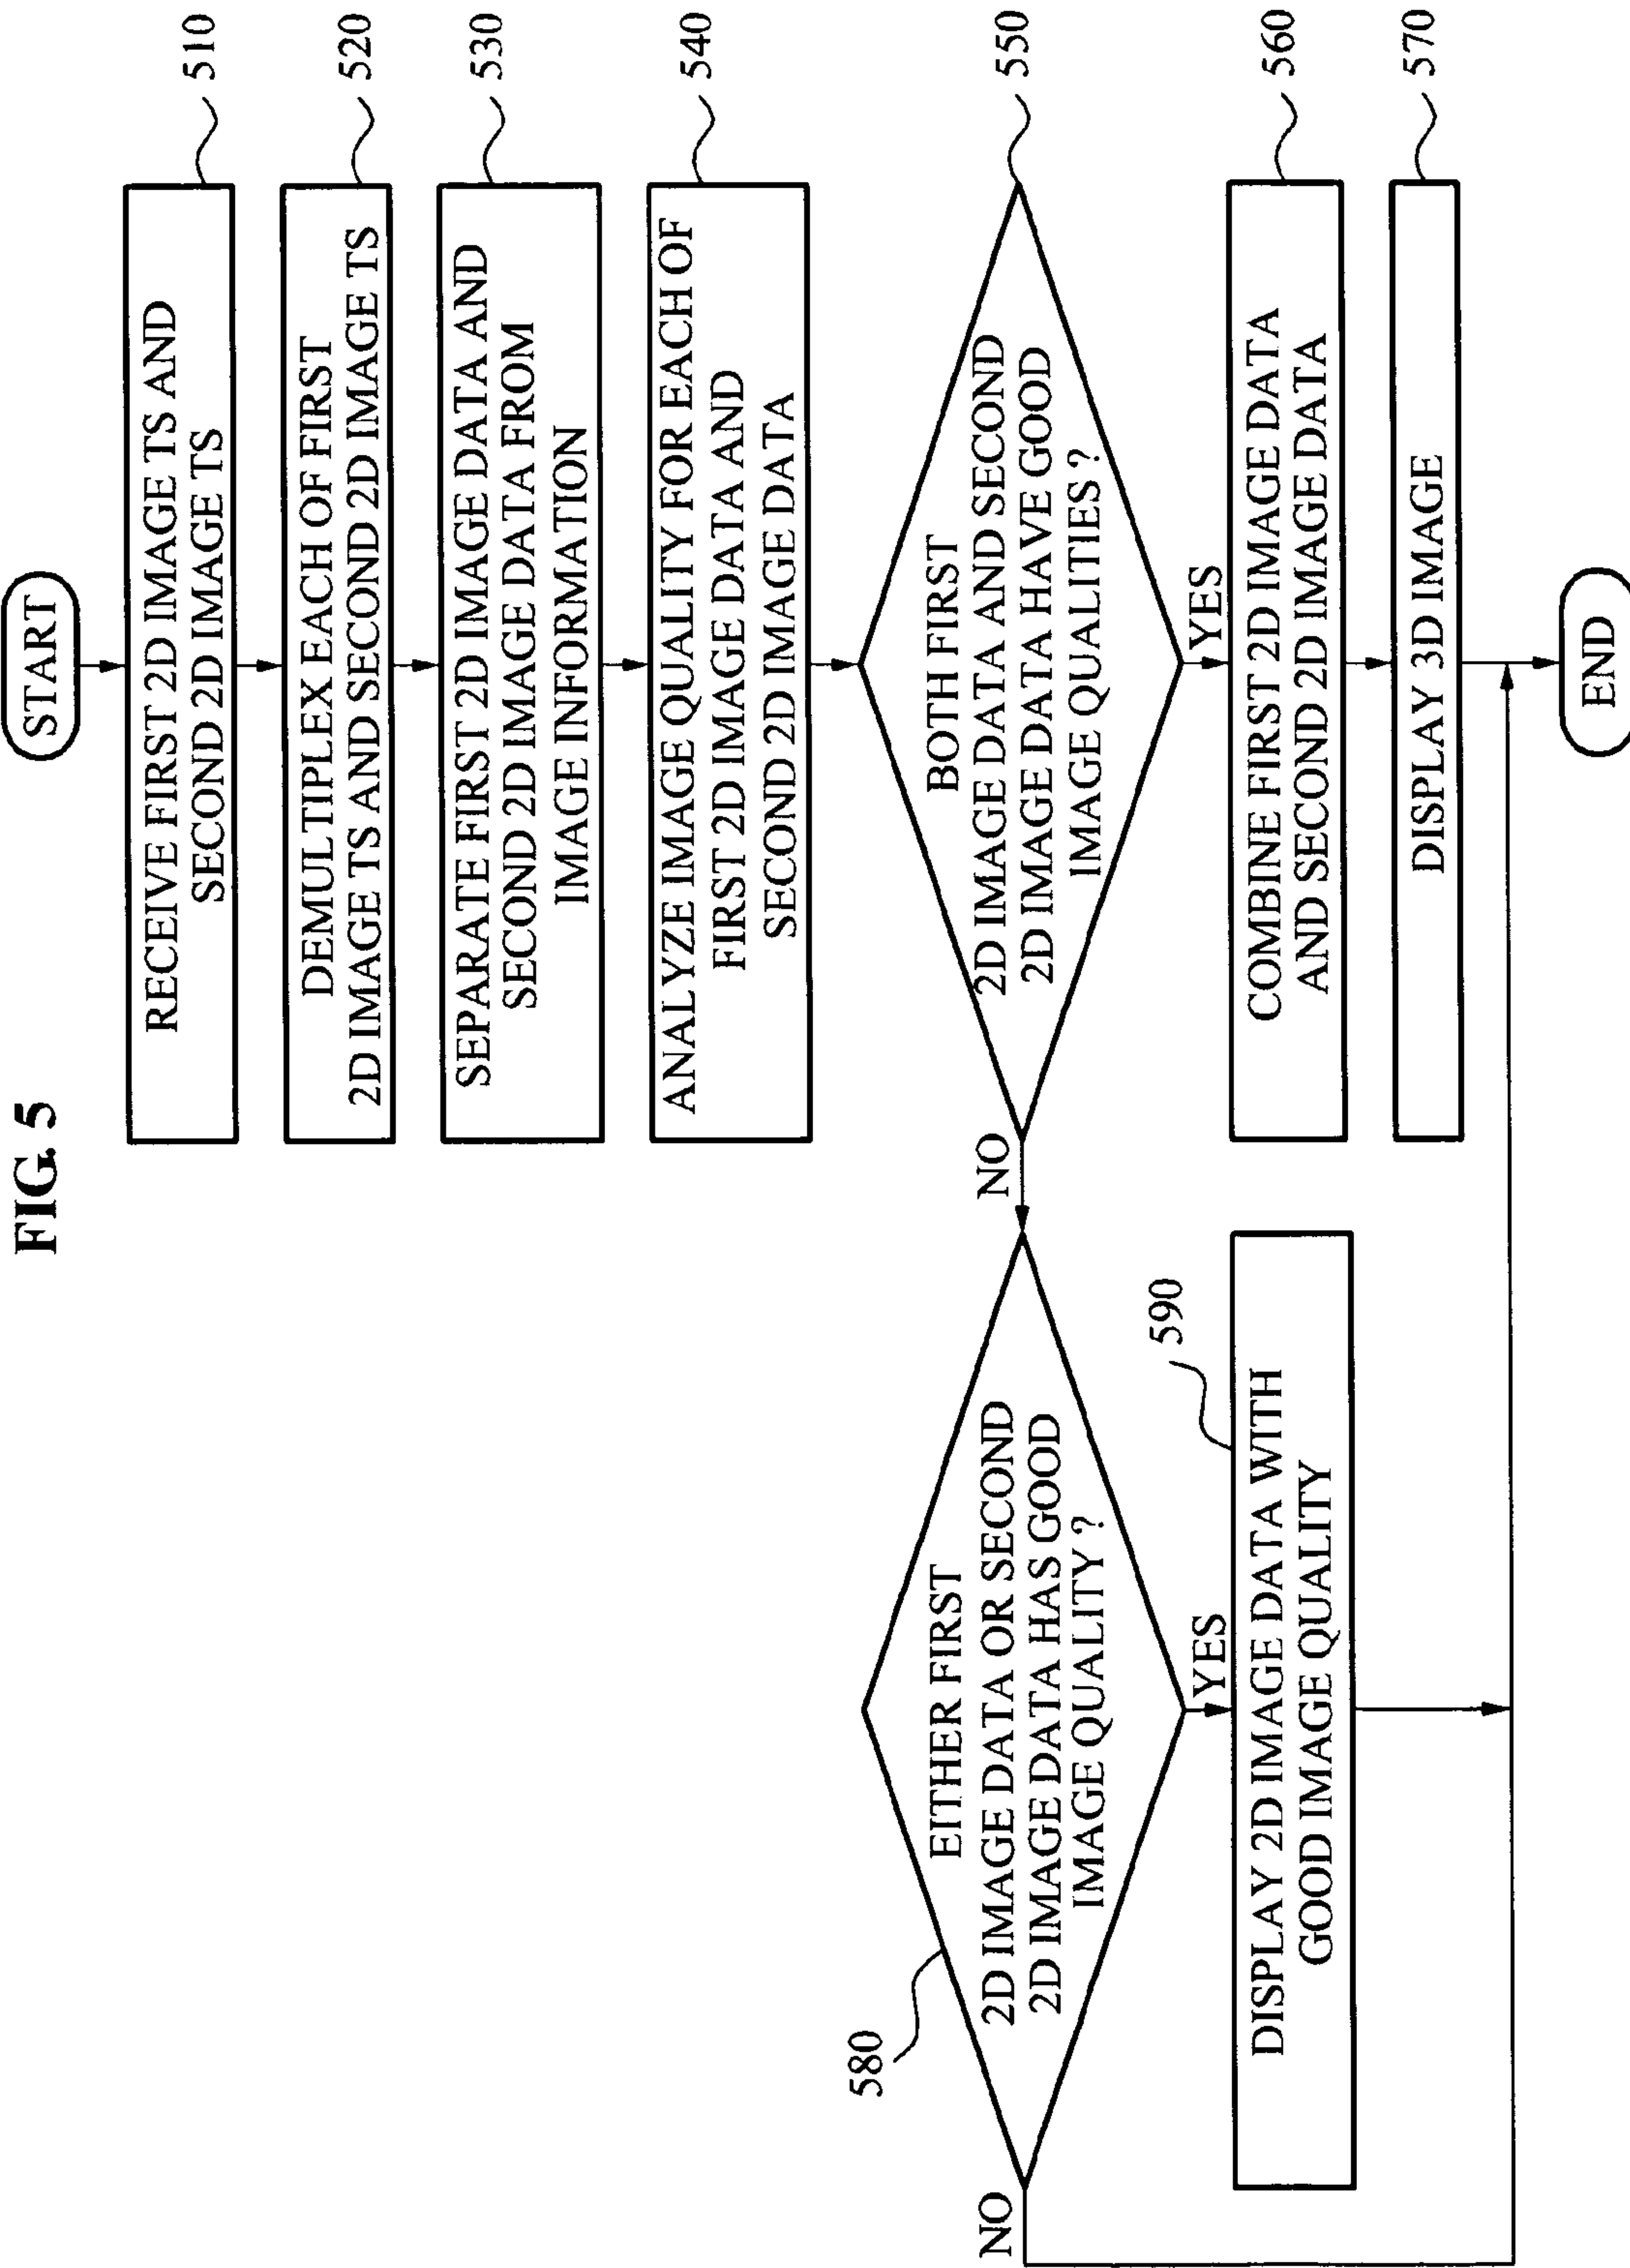 FIG. 5
START
RECEIVE FIRST 2D IMAGE TS AND
SECOND 2D IMAGE TS
510
DEMULTIPLEX EACH OF FIRST
2D IMAGE TS AND SECOND 2D IMAGE TS
520
SEPARATE FIRST 2D IMAGE DATA AND
SECOND 2D IMAGE DATA FROM
IMAGE INFORMATION
530
ANALYZE IMAGE QUALITY FOR EACH OF
FIRST 2D IMAGE DATA AND
SECOND 2D IMAGE DATA
540
BOTH FIRST
2D IMAGE DATA AND SECOND
2D IMAGE DATA HAVE GOOD
IMAGE QUALITIES ?
550
NO
YES
580
EITHER FIRST
2D IMAGE DATA OR SECOND
2D IMAGE DATA HAS GOOD
IMAGE QUALITY ?
NO
YES
COMBINE FIRST 2D IMAGE DATA
AND SECOND 2D IMAGE DATA
560
590
DISPLAY 2D IMAGE DATA WITH
GOOD IMAGE QUALITY
DISPLAY 3D IMAGE
570
END